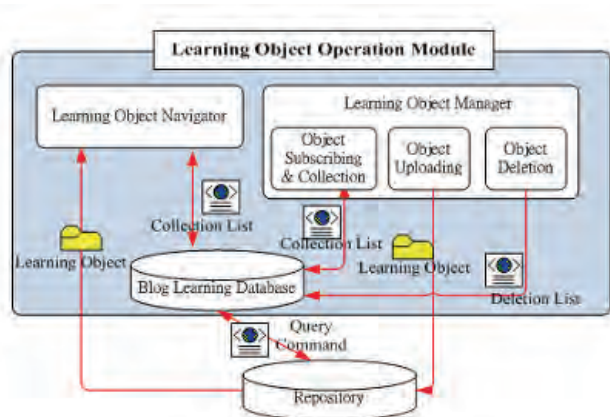 Learning Object Operation Module
Learning Object Navigator
Learning Object Manager
Object
Subscribing
& Collection
Object
Uploading
Object
Deletion
Collection List
Collection List
Learning Object
Learning Object
Blog Learning Database
Deletion List
Query
Command
Repository